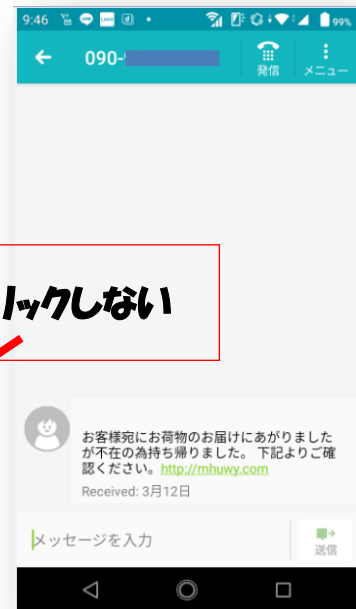 9:46
99%
090-
発信
メニュー
リックしない
お客様宛にお荷物のお届けにあがりました
が不在の為持ち帰りました。下記よりご確
認ください。http://mhuwy.com
Received: 3月12日
メッセージを入力
送信